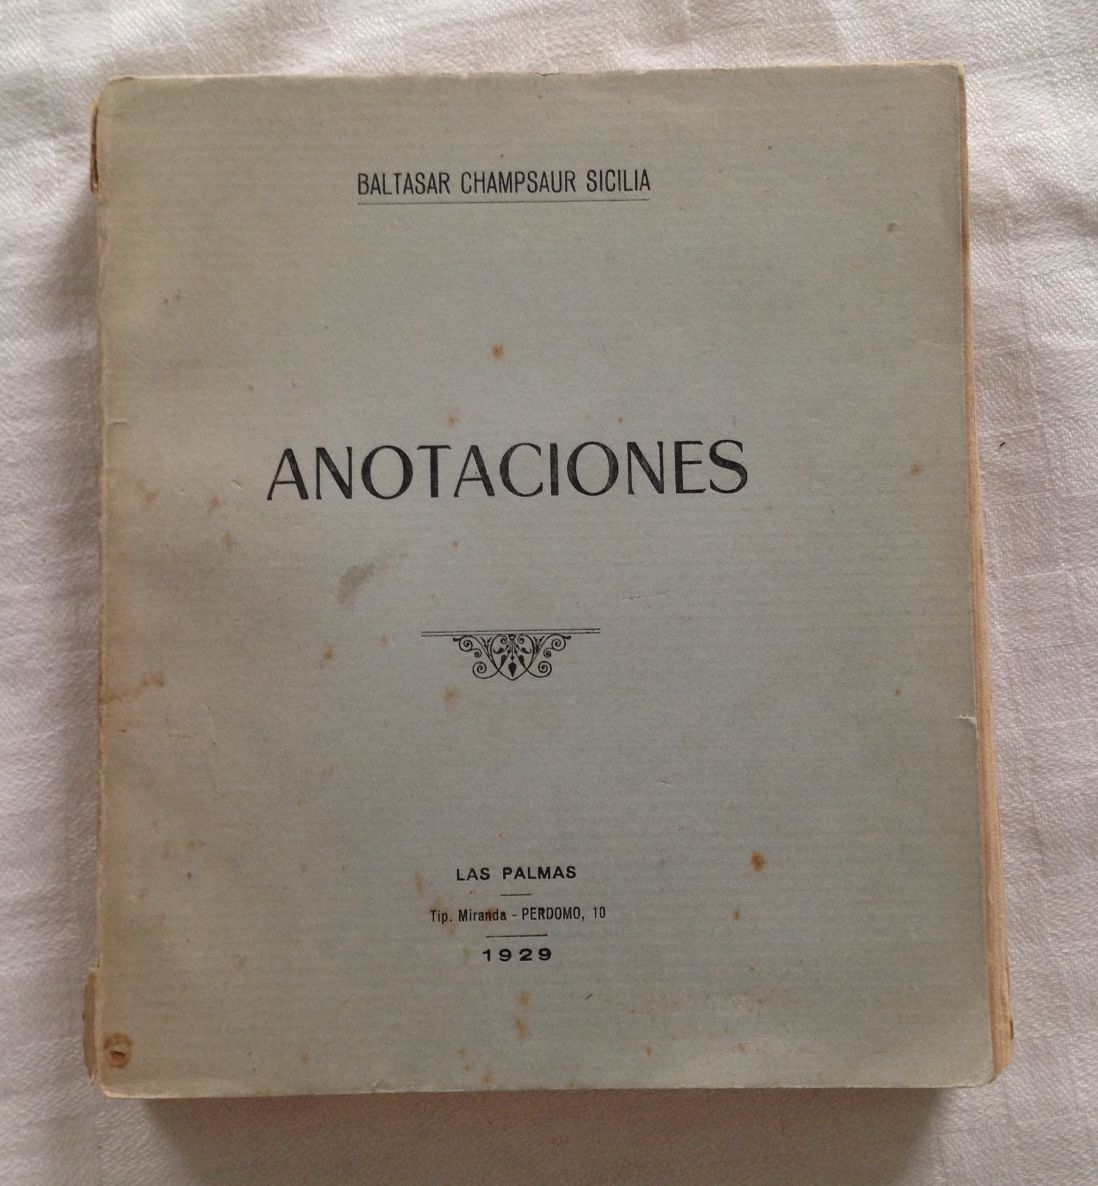 BALTASAR CHAMPSAUR SICILIA
ANOTACIONES
LAS PALMAS
Tip. Miranda - PERDOMO, 10
1929